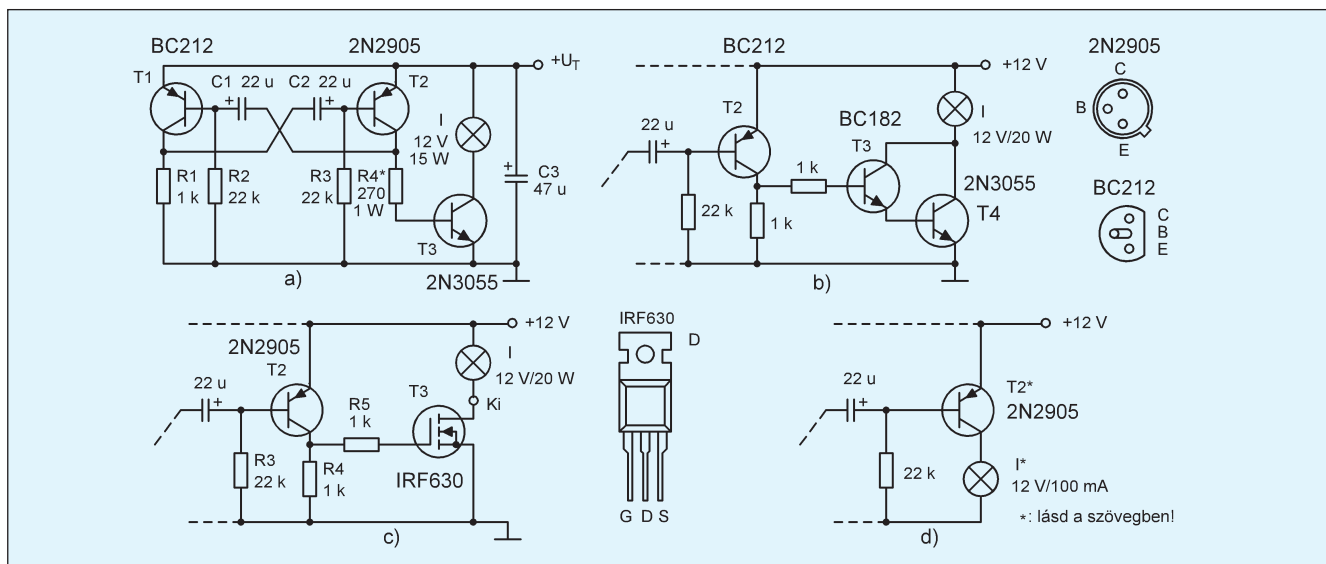 BC212
2N2905
+UT
T1
C1
22 u
C2
22 u
T2
I
12 V
15 W
C3
47 u
R1
1 k
R2
22 k
R3
22 k
R4*
270
1 W
T3
2N3055
a)
BC212
+12 V
T2
BC182
I
12 V/20 W
22 u
T3
1 k
2N3055
T4
22 k
1 k
b)
2N2905
C
B
E
BC212
C
B
E
+12 V
2N2905
T2
I
12 V/20 W
22 u
T3
Ki
R5
1 k
R3
22 k
R4
1 k
IRF630
c)
IRF630
D
G D S
+12 V
22 u
T2*
2N2905
22 k
I*
12 V/100 mA
*: lásd a szövegben!
d)